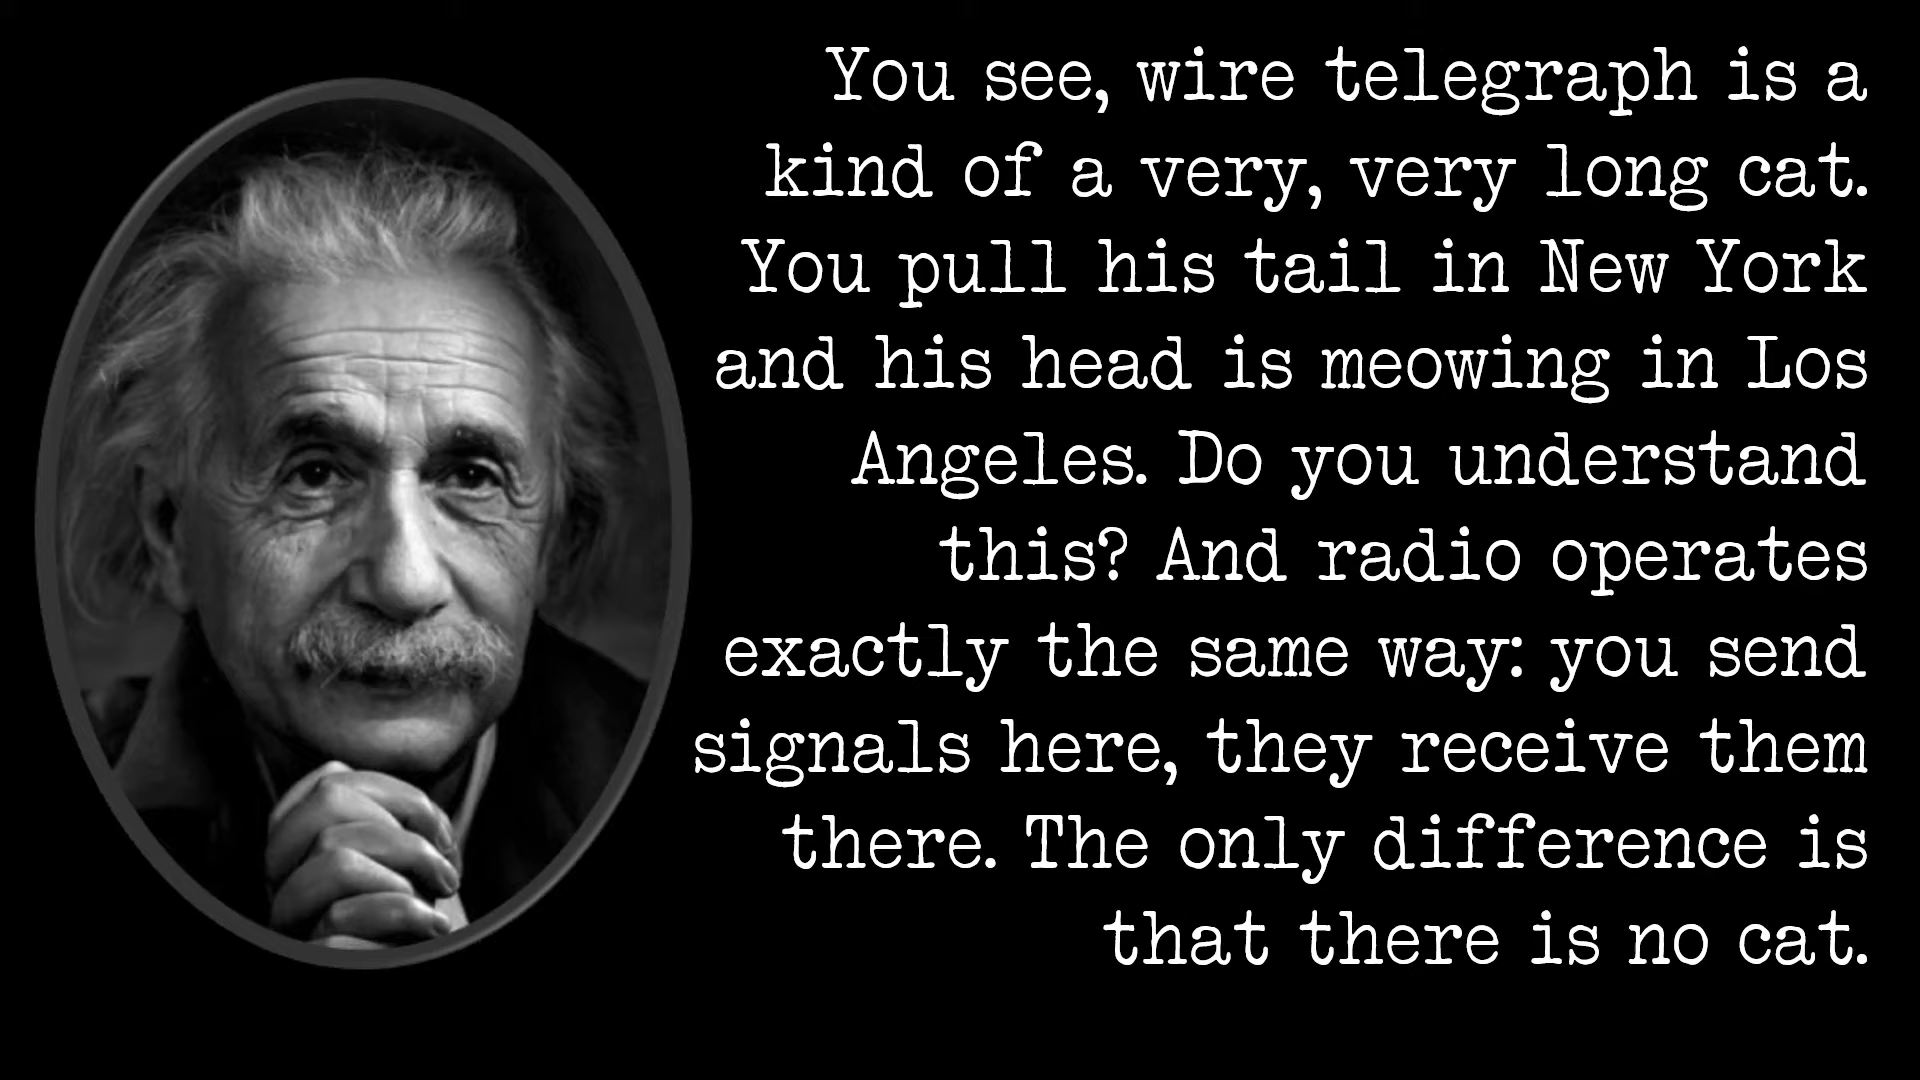 You see, wire telegraph is a
kind of a very, very long cat.
You pull his tail in New York
and his head is meowing in Los
Angeles. Do you understand
this? And radio operates
exactly the same way: you send
signals here, they receive them
there. The only difference is
that there is no cat.